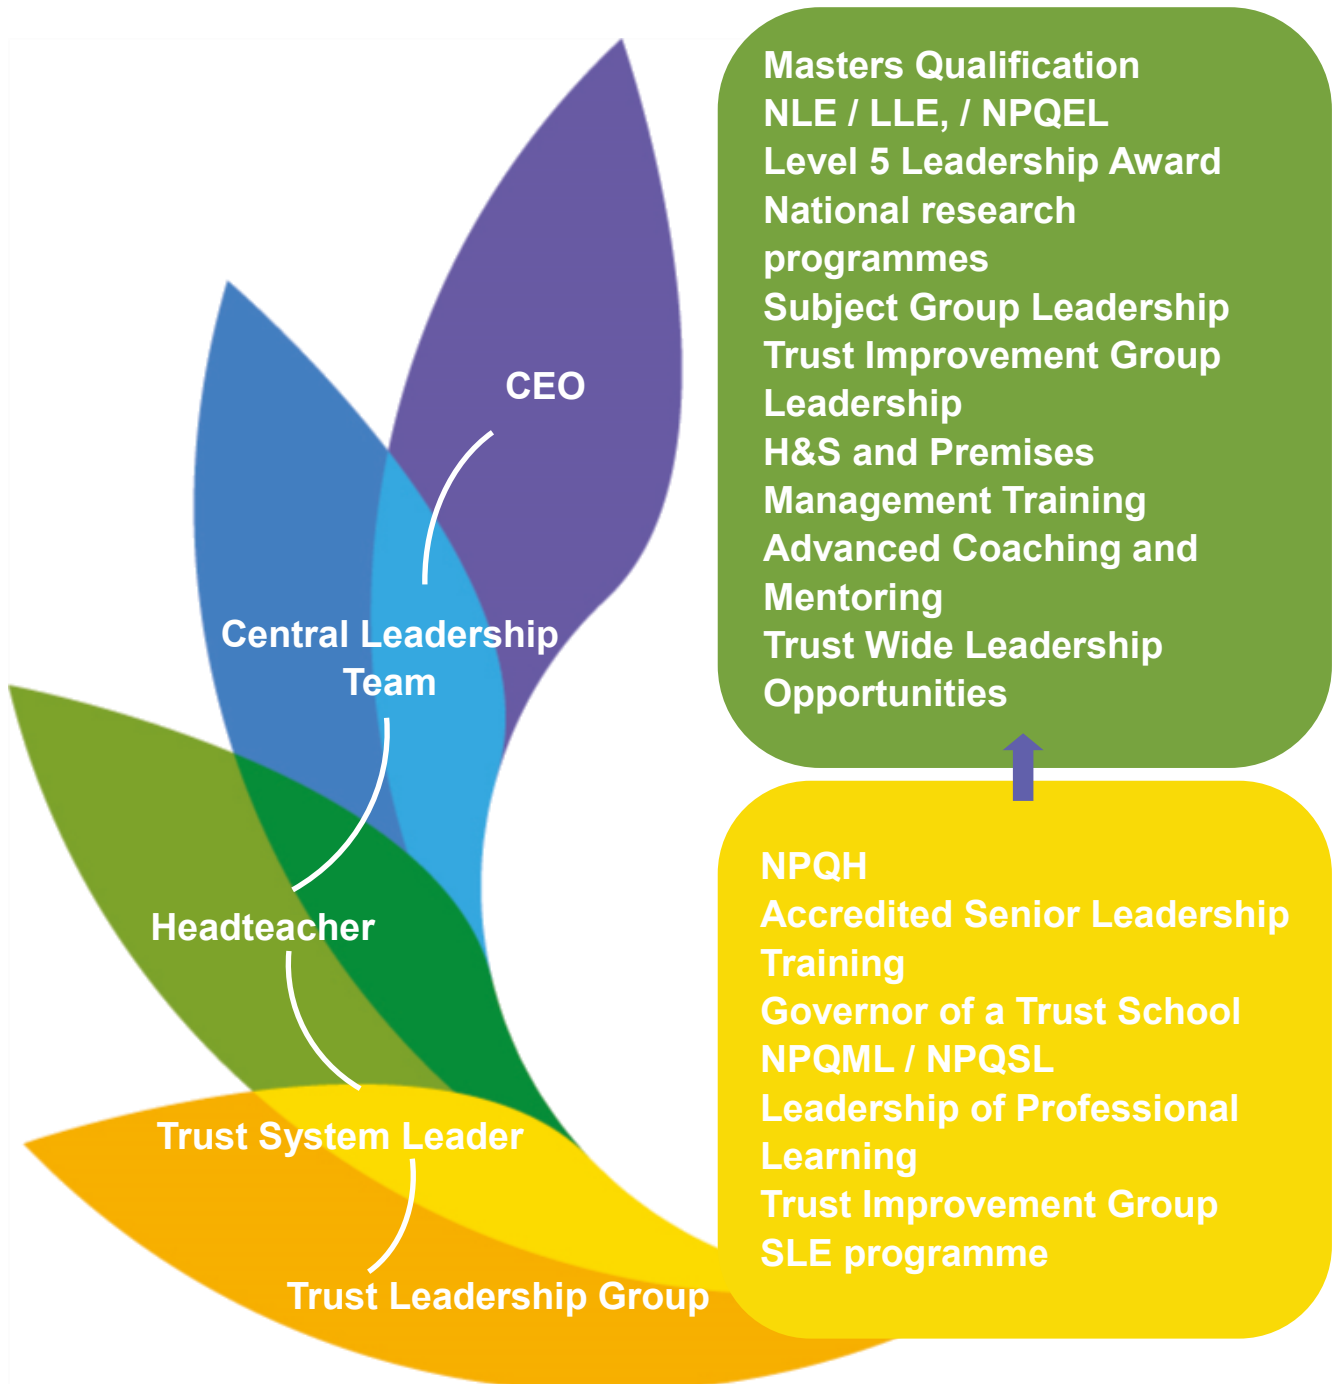 CEO
Central Leadership
Team
Headteacher
Trust System Leader
Trust Leadership Group
Masters Qualification
NLE / LLE, / NPQEL
Level 5 Leadership Award
National research
programmes
Subject Group Leadership
Trust Improvement Group
Leadership
H&S and Premises
Management Training
Advanced Coaching and
Mentoring
Trust Wide Leadership
Opportunities
NPQH
Accredited Senior Leadership
Training
Governor of a Trust School
NPQML / NPQSL
Leadership of Professional
Learning
Trust Improvement Group
SLE programme